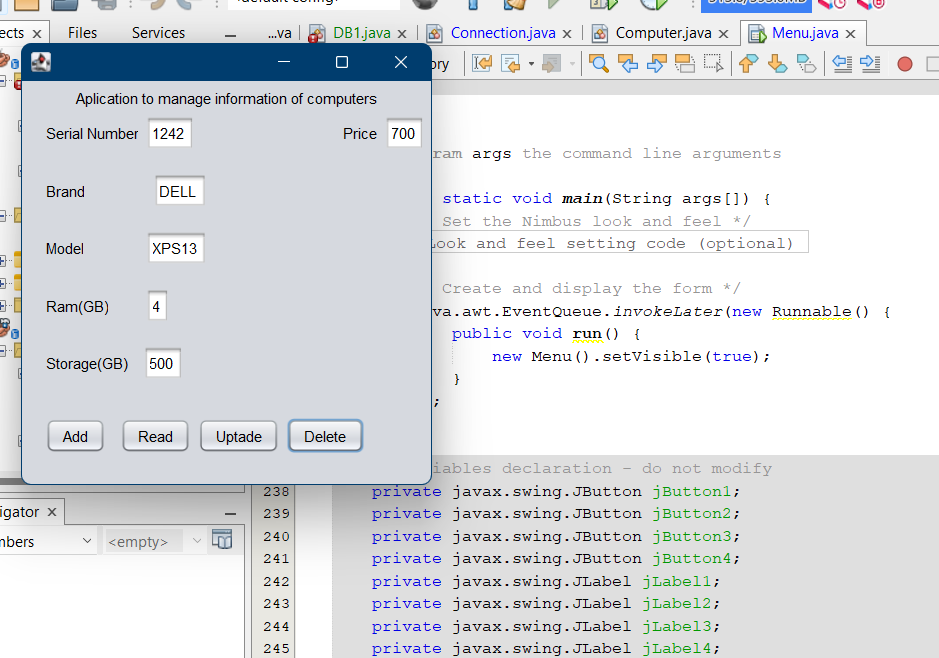 ects
Files
Services
...va
DB1.java
Connection.java
Computer.java
Menu.java
ory
Aplication to manage information of computers
Serial Number 1242 Price 700
Brand DELL
Model XPS13
Ram(GB) 4
Storage(GB) 500
Add Read Uptade Delete
ram args the command line arguments
static void main(String args[]) {
Set the Nimbus look and feel */
Look and feel setting code (optional)
Create and display the form */
va.awt.EventQueue.invokeLater(new Runnable() {
public void run() {
new Menu().setVisible(true);
}
;
iables declaration - do not modify
238 private javax.swing.JButton jButton1;
239 private javax.swing.JButton jButton2;
240 private javax.swing.JButton jButton3;
241 private javax.swing.JButton jButton4;
242 private javax.swing.JLabel jLabel1;
243 private javax.swing.JLabel jLabel2;
244 private javax.swing.JLabel jLabel3;
245 private javax.swing.JLabel jLabel4;
igator
mbers
<empty>